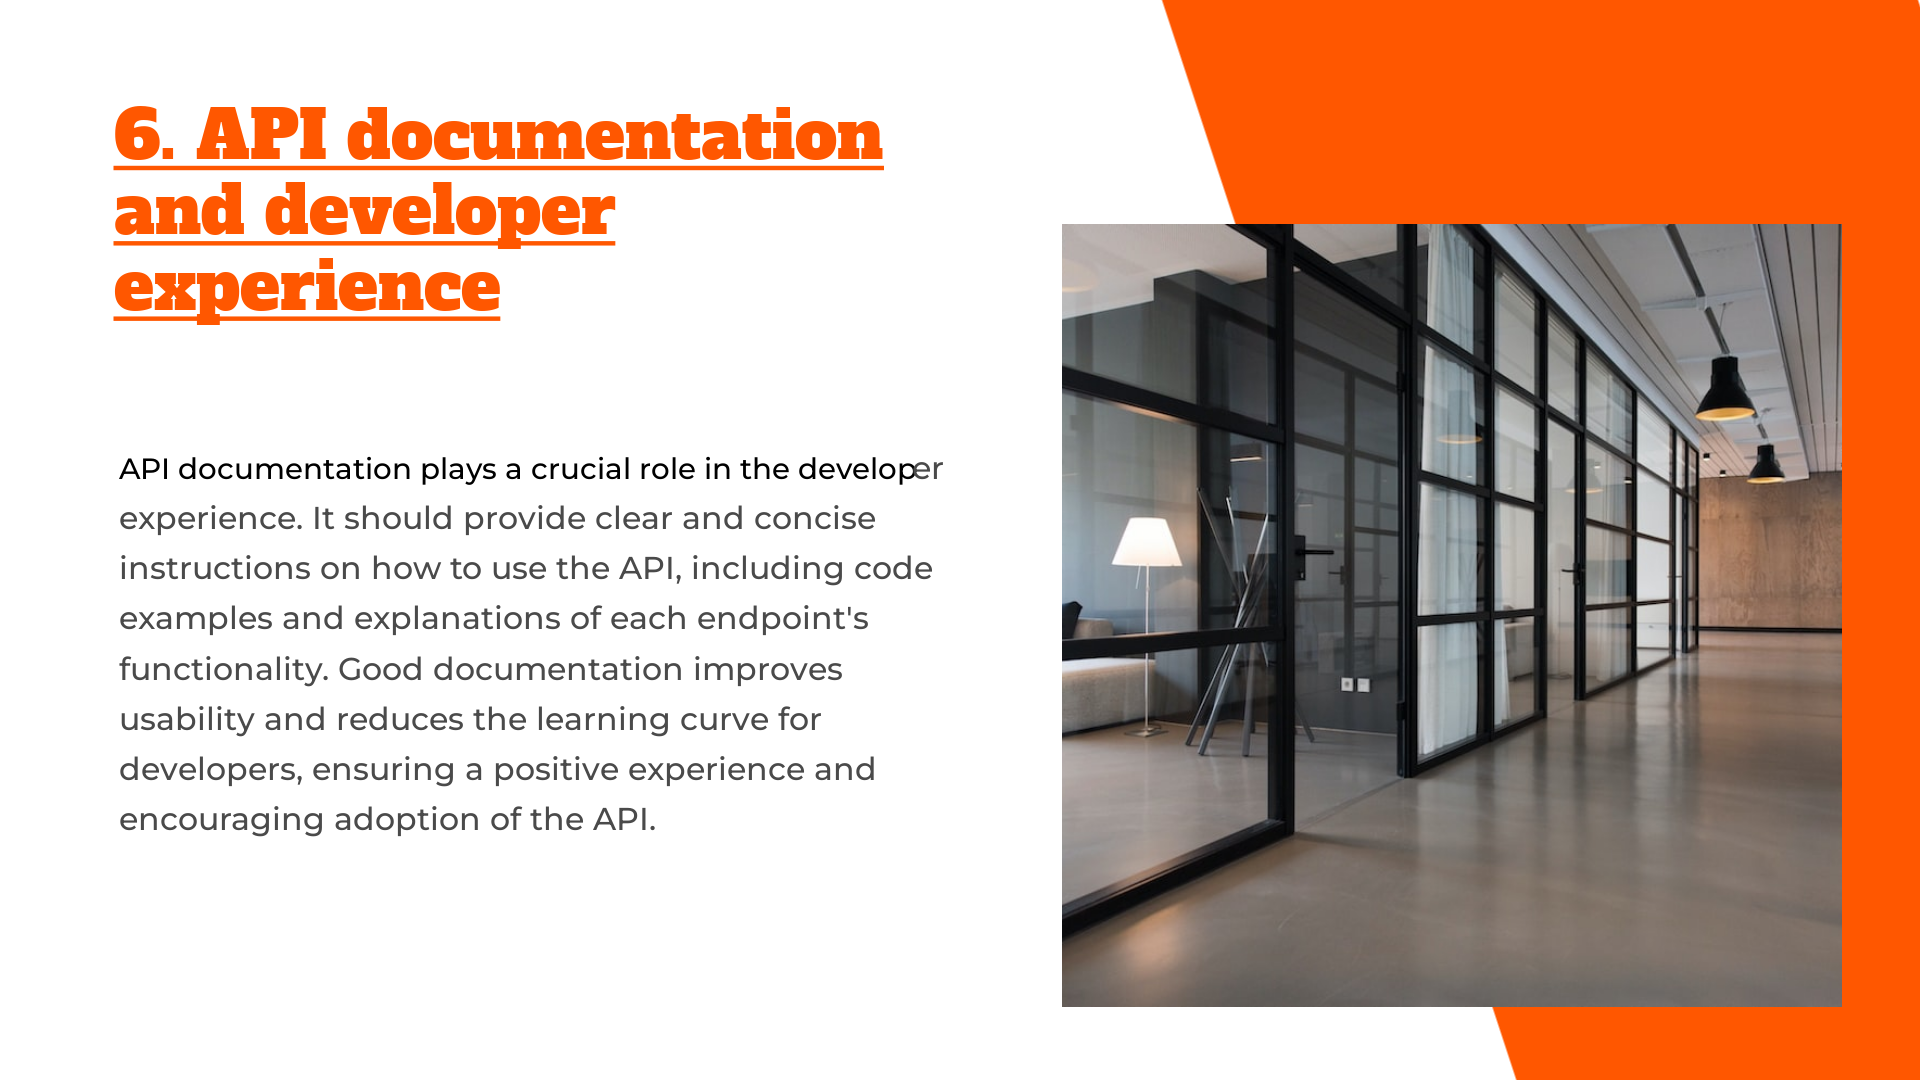 6. API documentation
and developer
experience
API documentation plays a crucial role in the developer
experience. It should provide clear and concise
instructions on how to use the API, including code
examples and explanations of each endpoint's
functionality. Good documentation improves
usability and reduces the learning curve for
developers, ensuring a positive experience and
encouraging adoption of the API.